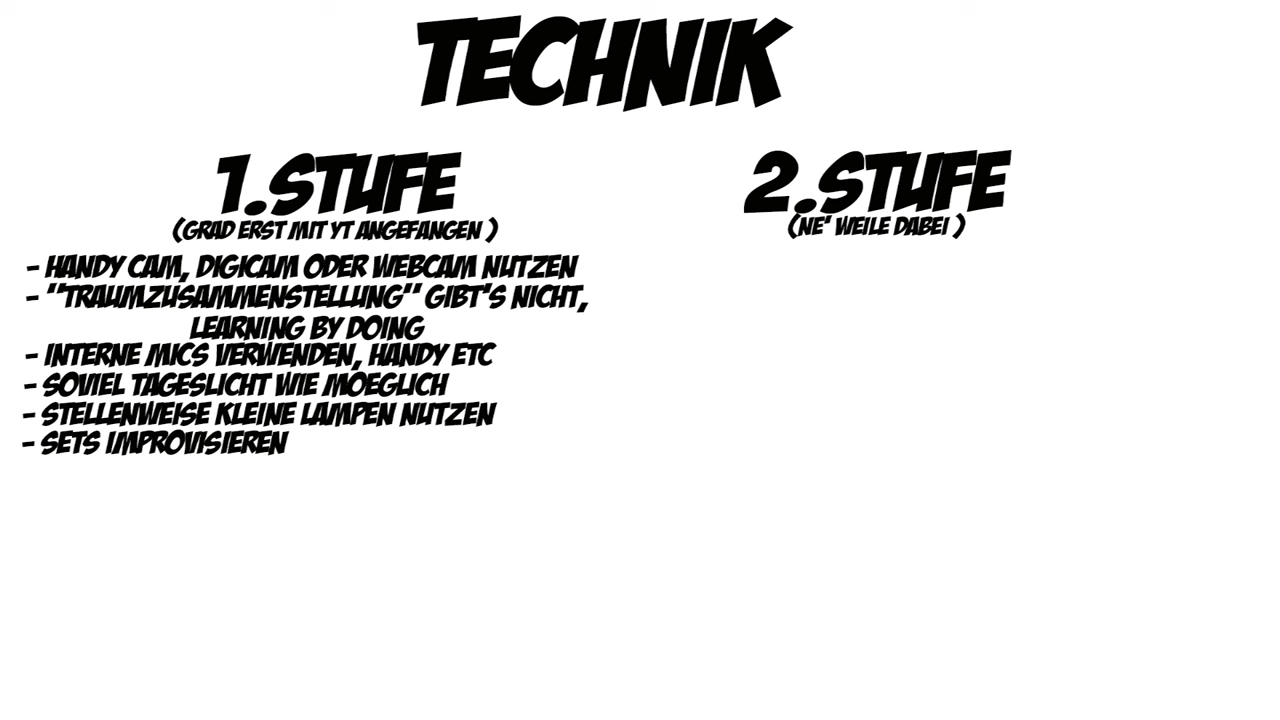 TECHNIK
1.STUFE
(GRAD ERST MIT YT ANGEFANGEN )
- HANDY CAM, DIGICAM ODER WEBCAM NUTZEN
- "TRAUMZUSAMMENSTELLUNG" GIBT'S NICHT,
LEARNING BY DOING
- INTERNE MICS VERWENDEN, HANDY ETC
- SOVIEL TAGESLICHT WIE MOEGLICH
- STELLENWEISE KLEINE LAMPEN NUTZEN
- SETS IMPROVISIEREN
2.STUFE
(NE' WEILE DABEI )